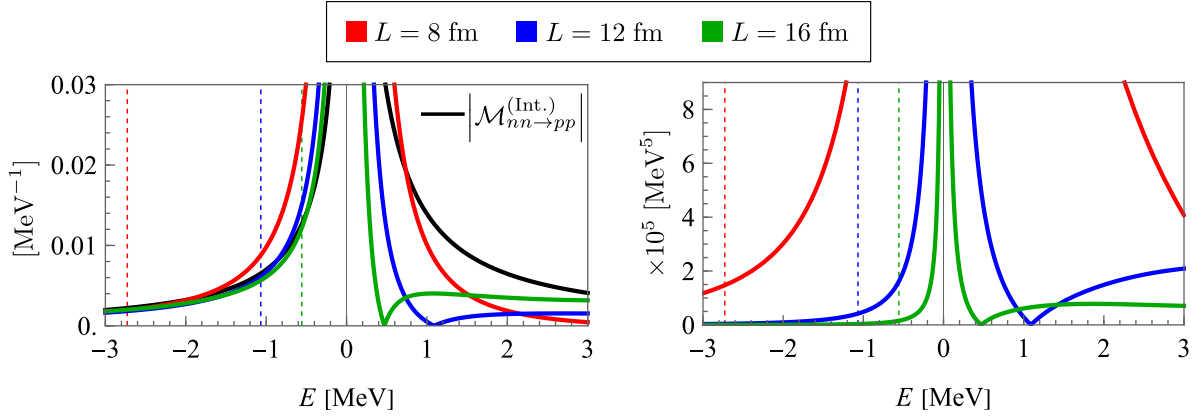 L = 8 fm L = 12 fm L = 16 fm
0.03
0.02
0.01
0.
[MeV⁻¹]
|𝓜^(Int.)_nn→pp|
−3 −2 −1 0 1 2 3
E [MeV]
8
6
4
2
0
×10⁵ [MeV⁵]
−3 −2 −1 0 1 2 3
E [MeV]